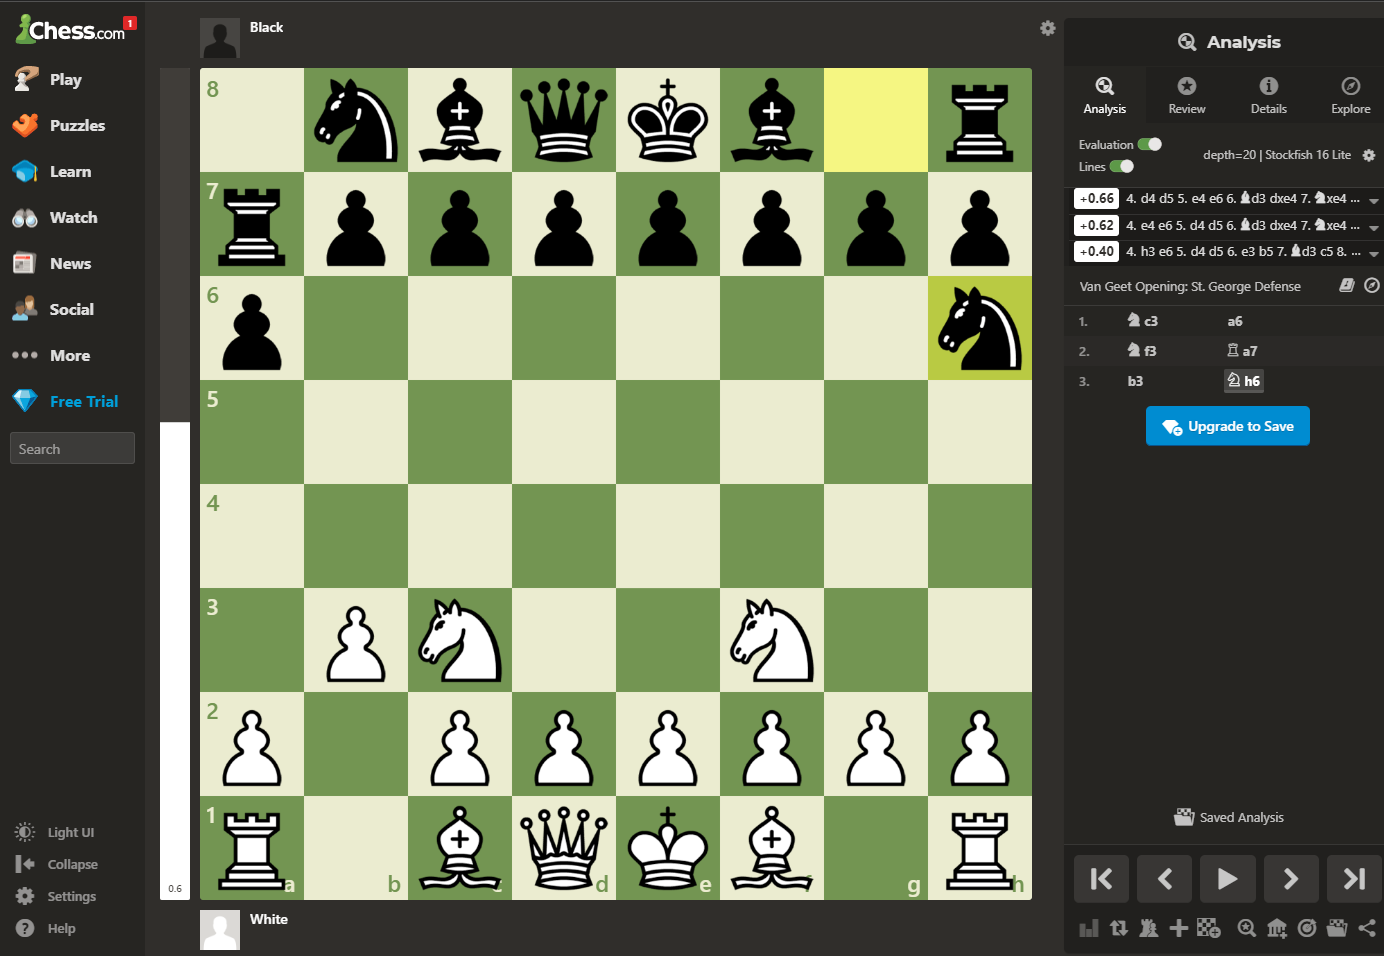 Chess.com
1
Play
Puzzles
Learn
Watch
News
Social
More
Free Trial
Search
Light UI
Collapse
Settings
Help
Black
8
7
6
5
4
3
2
1
a b c d e f g h
0.6
White
Analysis
Analysis Review Details Explore
Evaluation
Lines
depth=20 | Stockfish 16 Lite
+0.66 4. d4 d5 5. e4 e6 6. ♝d3 dxe4 7. ♞xe4 ...
+0.62 4. e4 e6 5. d4 d5 6. ♝d3 dxe4 7. ♞xe4 ...
+0.40 4. h3 e6 5. d4 d5 6. e3 b5 7. ♝d3 c5 8. ...
Van Geet Opening: St. George Defense
1. ♞c3 a6
2. ♞f3 ♖a7
3. b3 ♘h6
Upgrade to Save
Saved Analysis